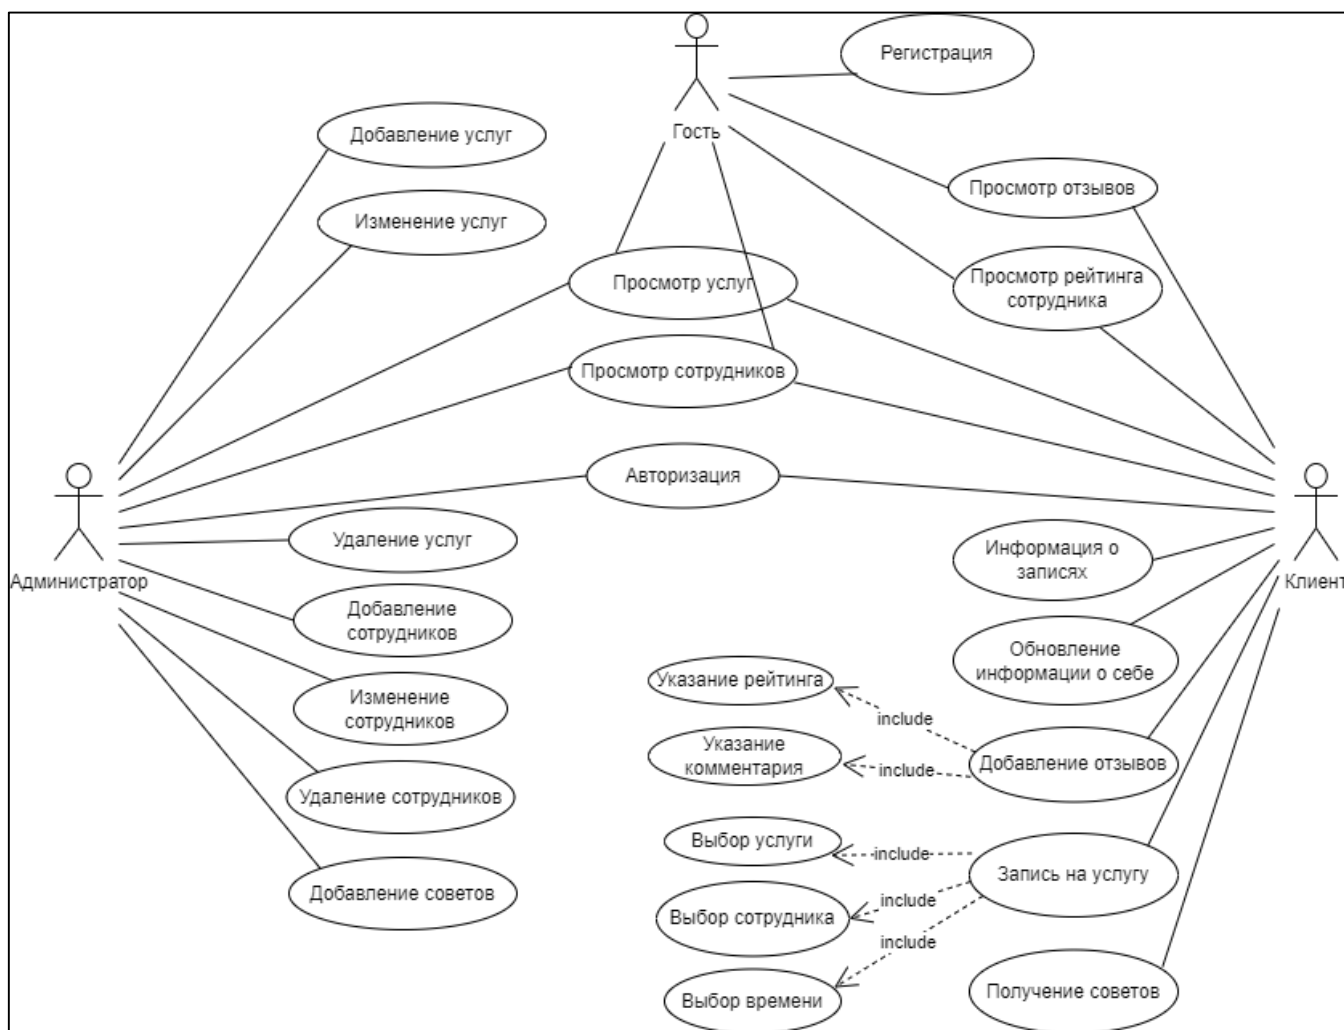 Регистрация
Гость
Добавление услуг
Просмотр отзывов
Изменение услуг
Просмотр услуг
Просмотр рейтинга
сотрудника
Просмотр сотрудников
Авторизация
Удаление услуг
Информация о
записях
Администратор
Клиент
Добавление
сотрудников
Обновление
информации о себе
Указание рейтинга
Изменение
сотрудников
include
Указание
комментария
include
Добавление отзывов
Удаление сотрудников
Выбор услуги
include
Запись на услугу
Добавление советов
include
Выбор сотрудника
include
Выбор времени
Получение советов